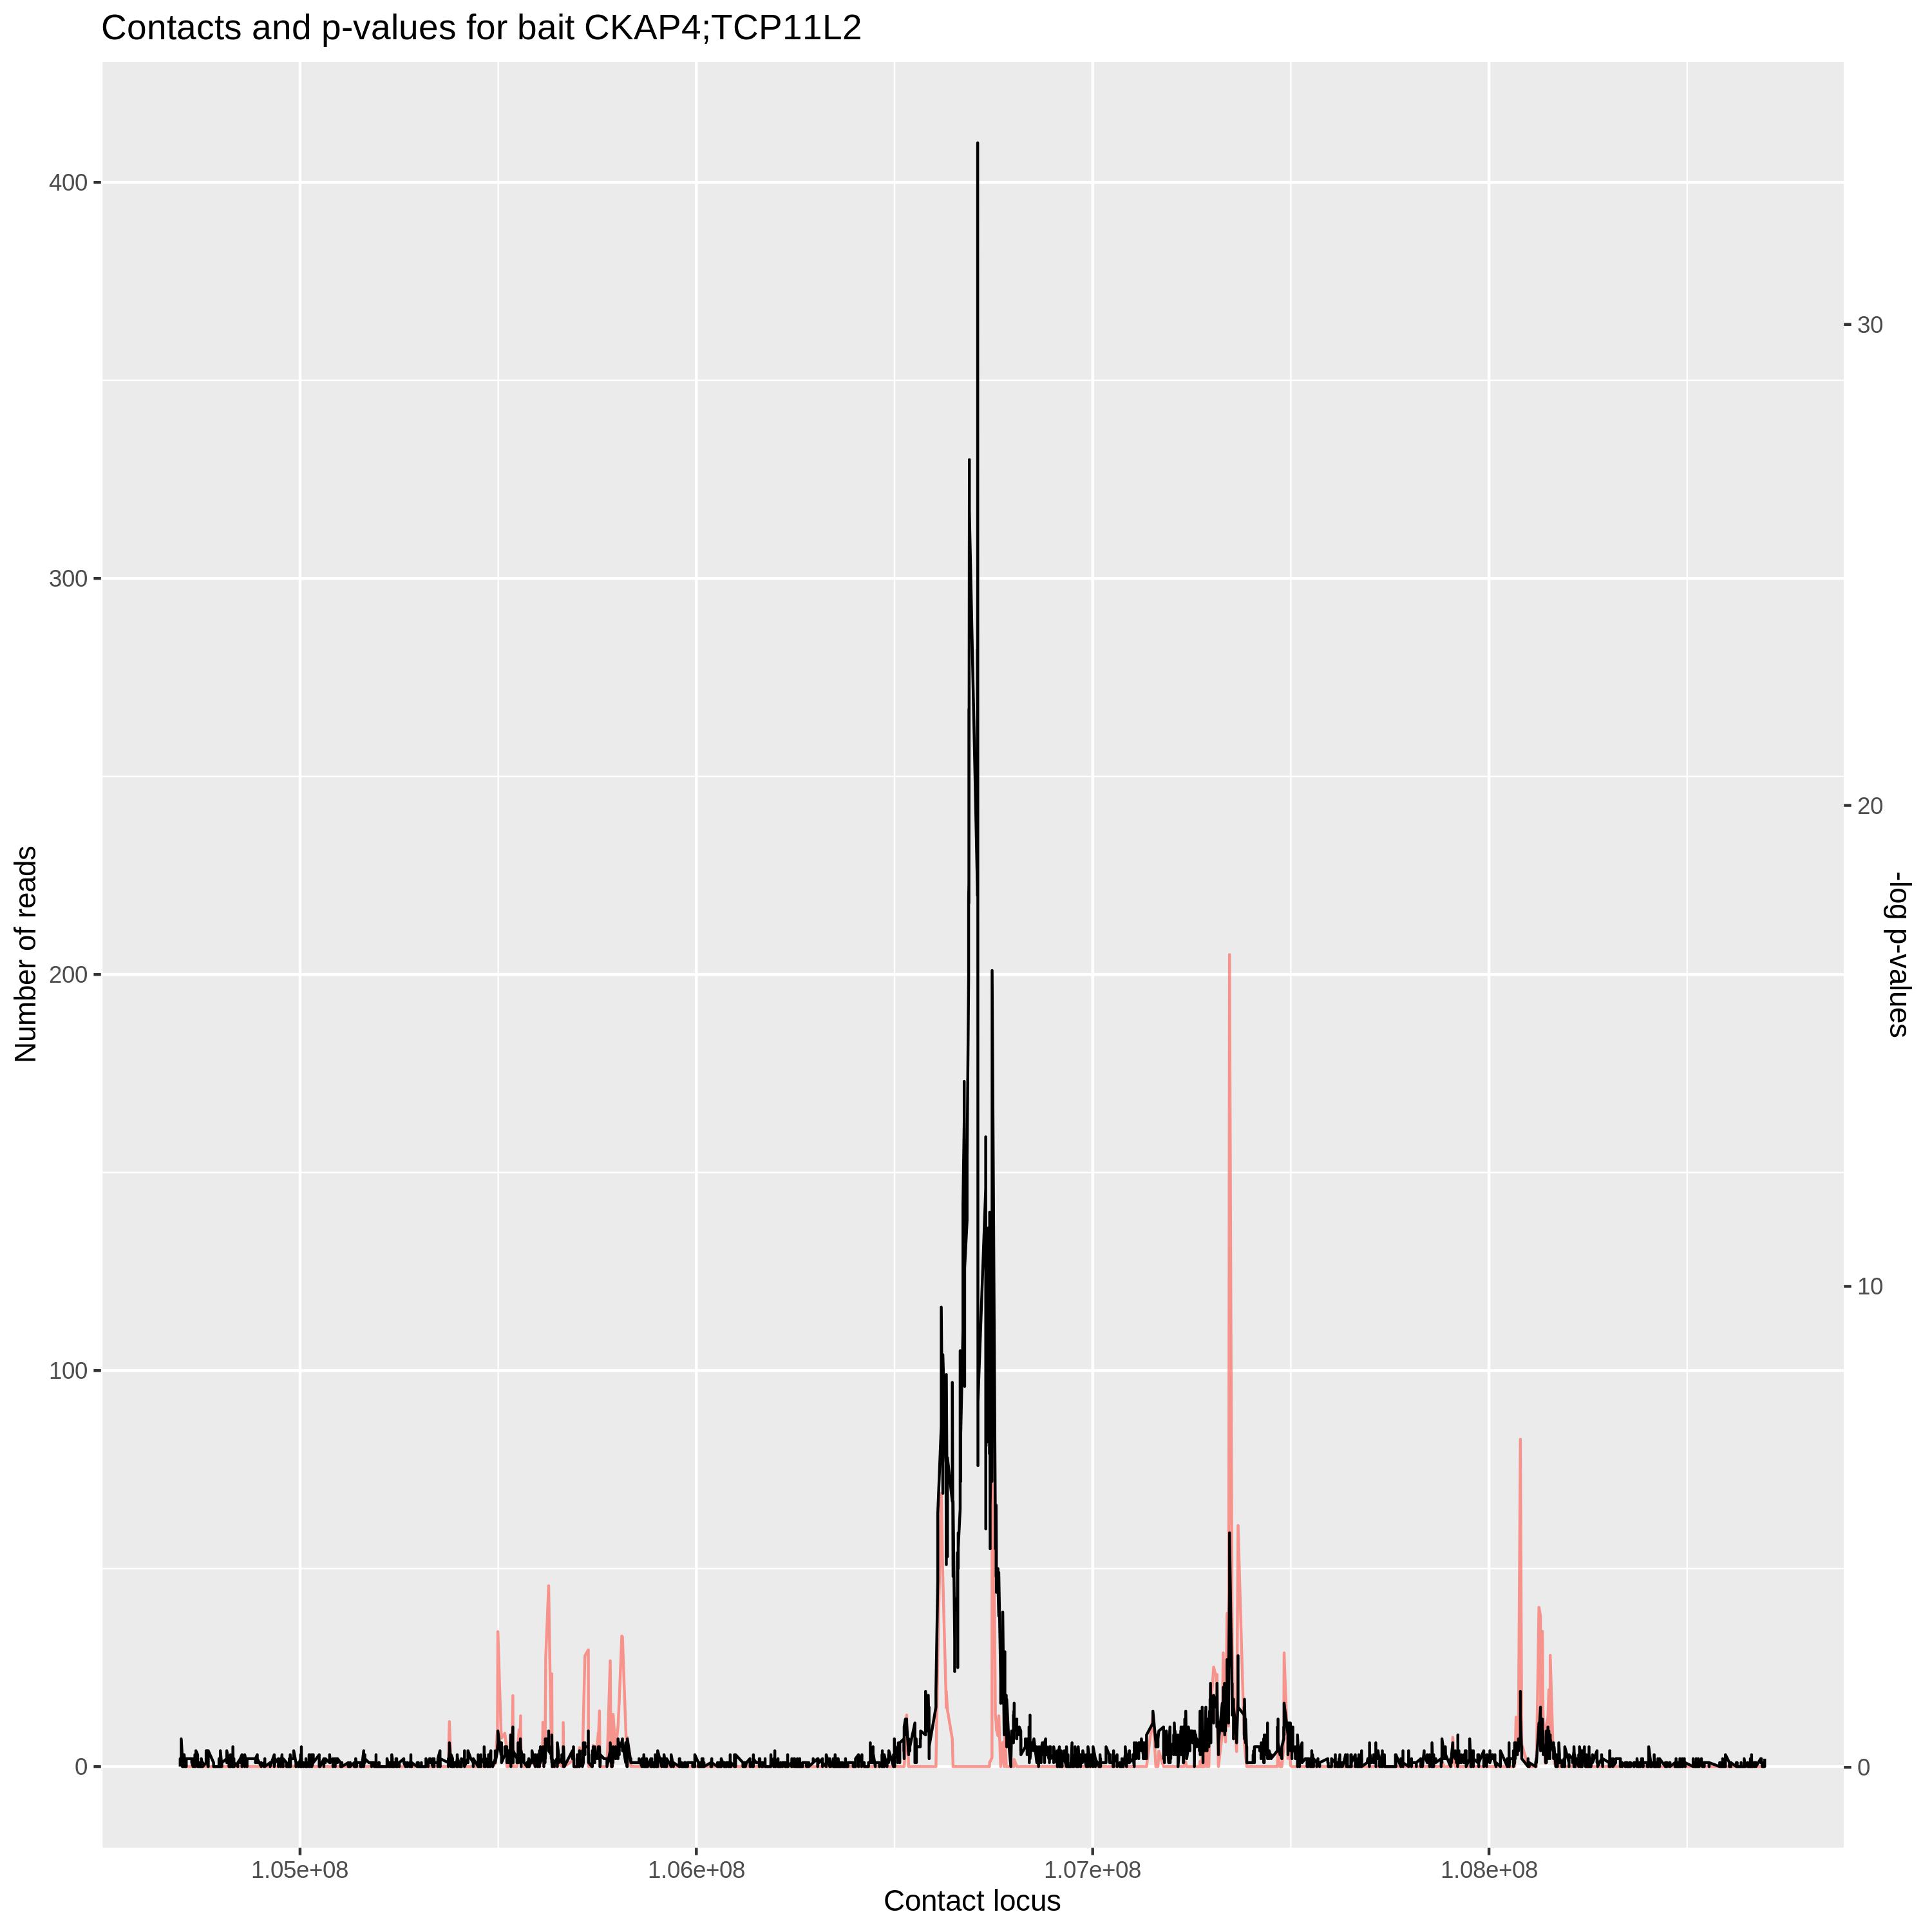 Contacts and p-values for bait CKAP4;TCP11L2
400
300
200
100
0
30
20
10
0
1.05e+08
1.06e+08
1.07e+08
1.08e+08
Contact locus
Number of reads
-log p-values